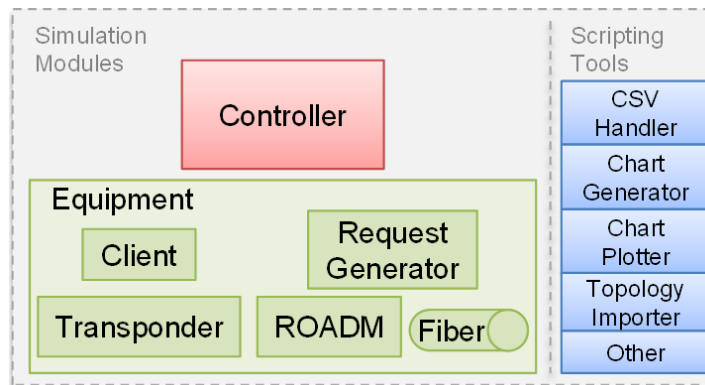 Simulation
Modules
Controller
Equipment
Client
Request
Generator
Transponder
ROADM
Fiber
Scripting
Tools
CSV
Handler
Chart
Generator
Chart
Plotter
Topology
Importer
Other